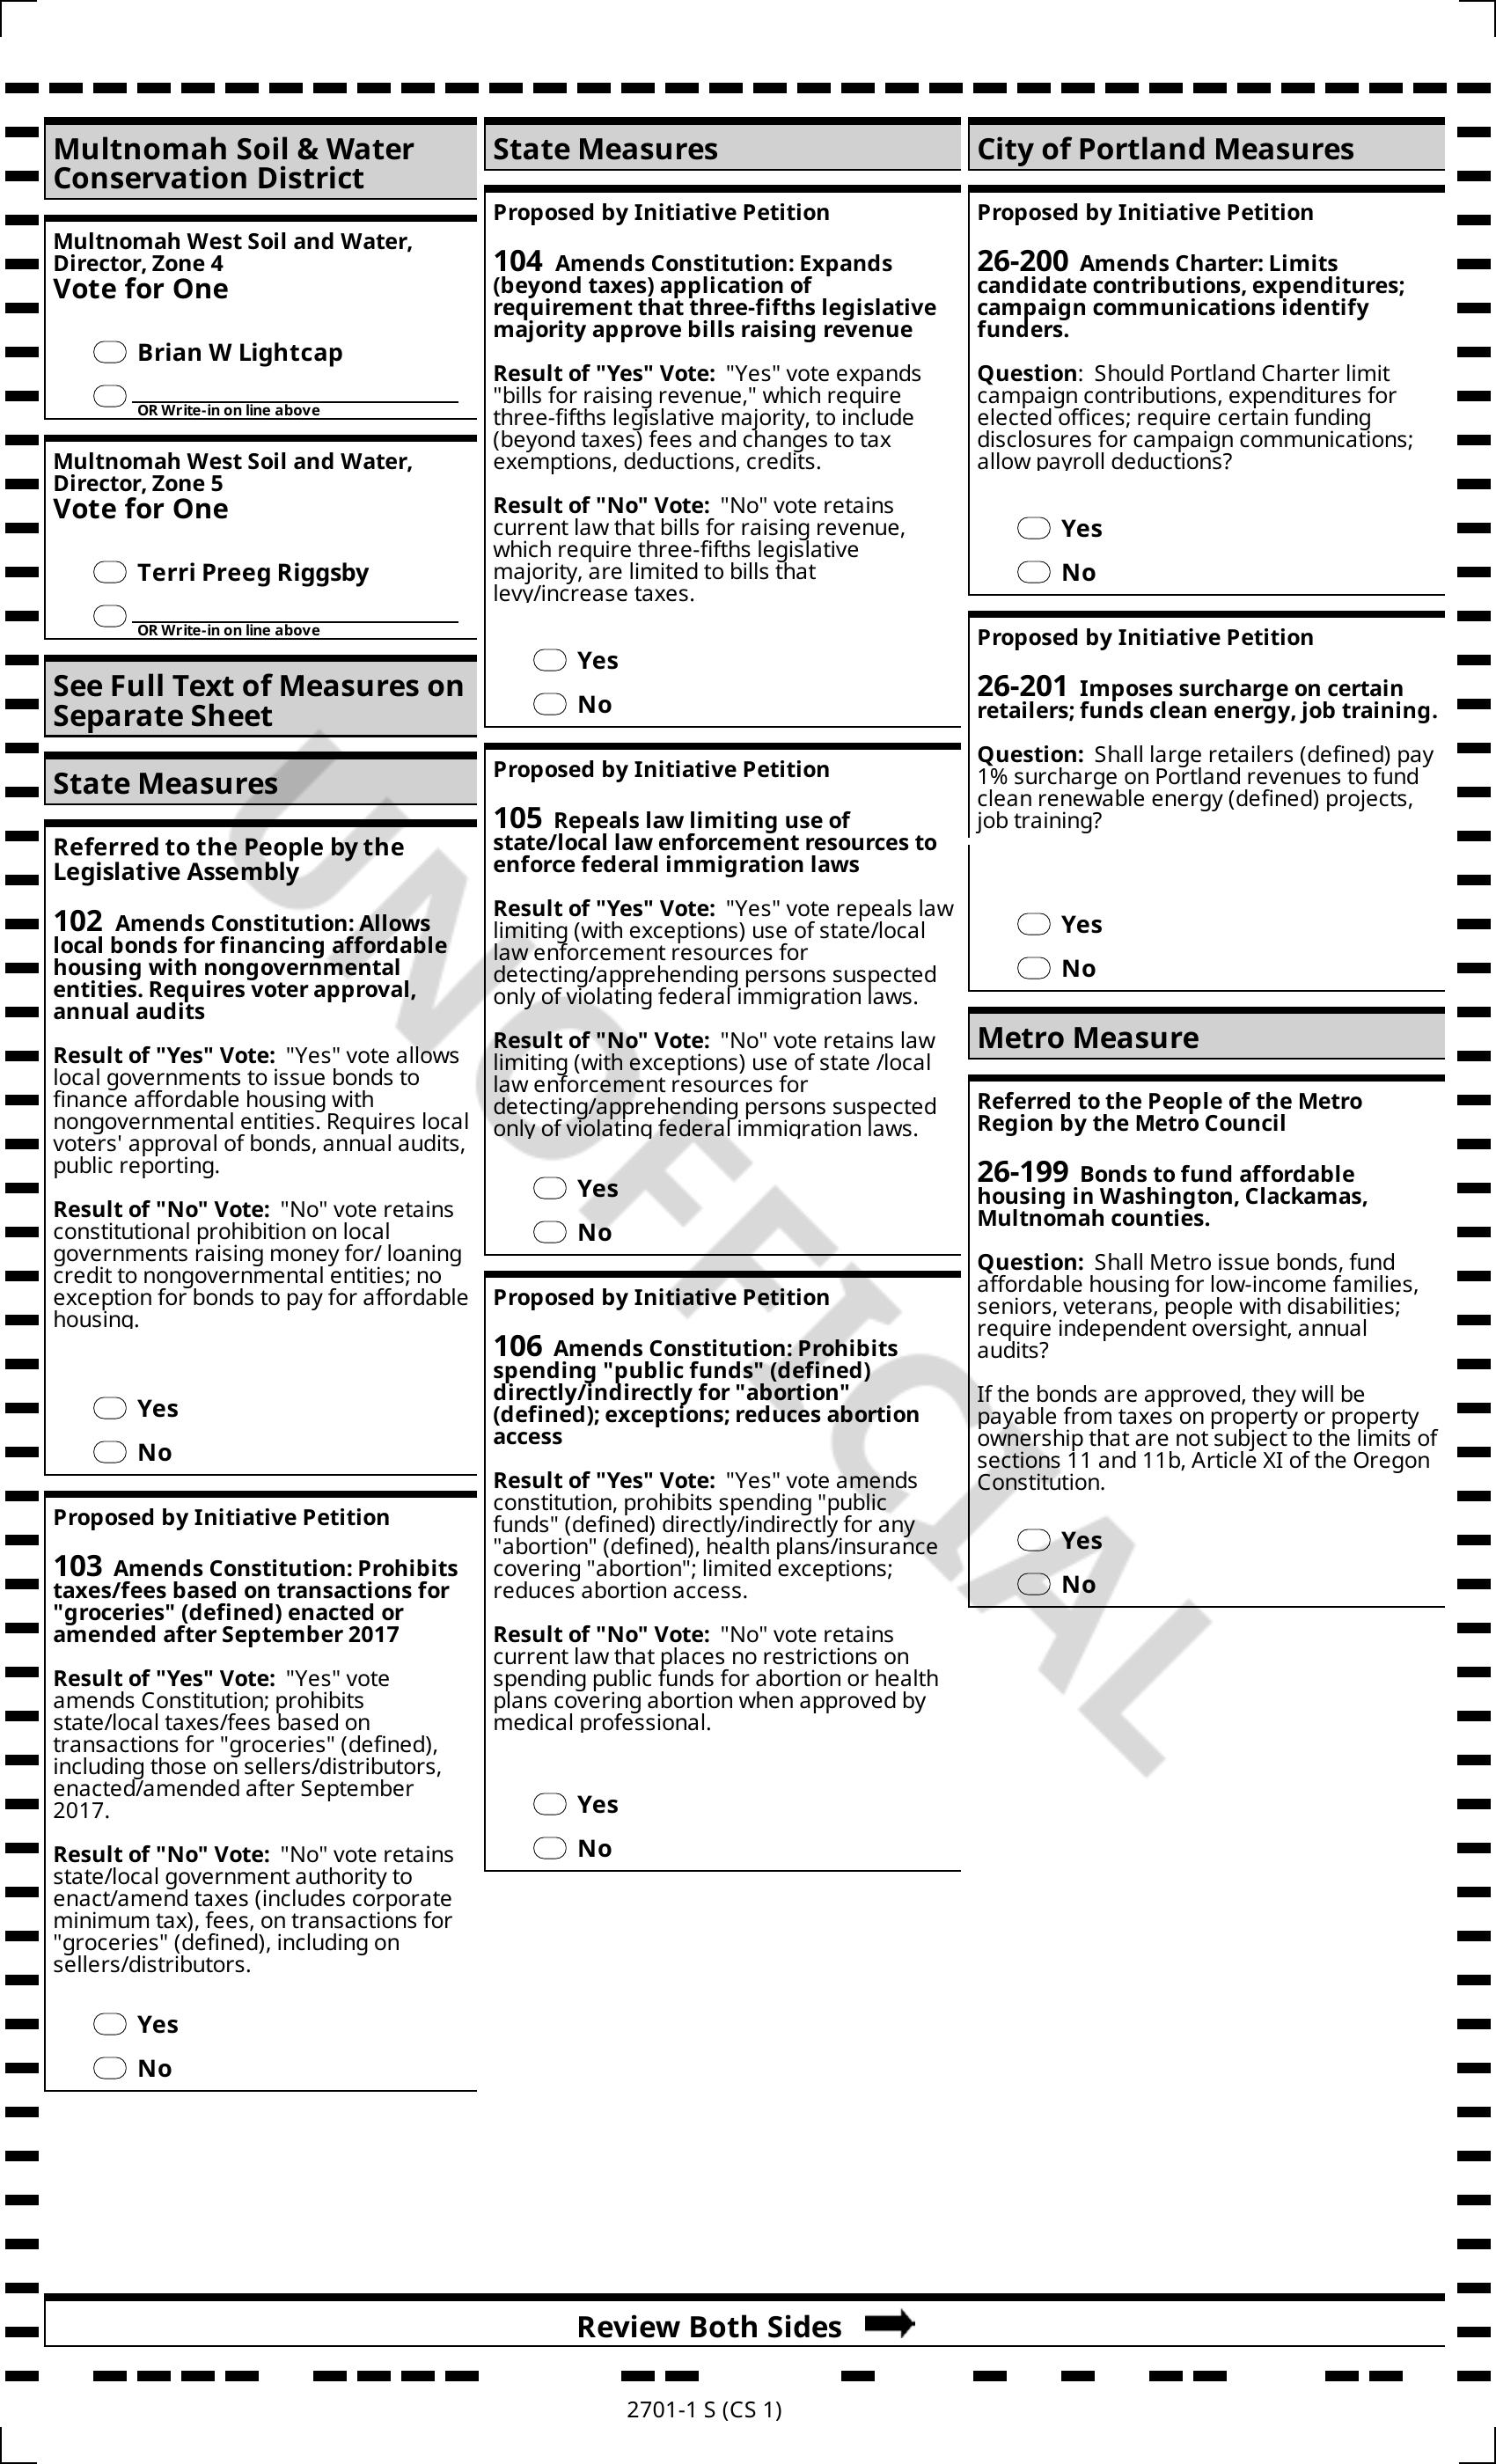 Multnomah Soil & Water
Conservation District
Multnomah West Soil and Water,
Director, Zone 4
Vote for One
Brian W Lightcap
OR Write-in on line above
Multnomah West Soil and Water,
Director, Zone 5
Vote for One
Terri Preeg Riggsby
OR Write-in on line above
See Full Text of Measures on
Separate Sheet
State Measures
Referred to the People by the
Legislative Assembly
102 Amends Constitution: Allows
local bonds for financing affordable
housing with nongovernmental
entities. Requires voter approval,
annual audits
Result of "Yes" Vote: "Yes" vote allows
local governments to issue bonds to
finance affordable housing with
nongovernmental entities. Requires local
voters' approval of bonds, annual audits,
public reporting.
Result of "No" Vote: "No" vote retains
constitutional prohibition on local
governments raising money for/ loaning
credit to nongovernmental entities; no
exception for bonds to pay for affordable
housing.
Yes
No
Proposed by Initiative Petition
103 Amends Constitution: Prohibits
taxes/fees based on transactions for
"groceries" (defined) enacted or
amended after September 2017
Result of "Yes" Vote: "Yes" vote
amends Constitution; prohibits
state/local taxes/fees based on
transactions for "groceries" (defined),
including those on sellers/distributors,
enacted/amended after September
2017.
Result of "No" Vote: "No" vote retains
state/local government authority to
enact/amend taxes (includes corporate
minimum tax), fees, on transactions for
"groceries" (defined), including on
sellers/distributors.
Yes
No
State Measures
Proposed by Initiative Petition
104 Amends Constitution: Expands
(beyond taxes) application of
requirement that three-fifths legislative
majority approve bills raising revenue
Result of "Yes" Vote: "Yes" vote expands
"bills for raising revenue," which require
three-fifths legislative majority, to include
(beyond taxes) fees and changes to tax
exemptions, deductions, credits.
Result of "No" Vote: "No" vote retains
current law that bills for raising revenue,
which require three-fifths legislative
majority, are limited to bills that
levy/increase taxes.
Yes
No
Proposed by Initiative Petition
105 Repeals law limiting use of
state/local law enforcement resources to
enforce federal immigration laws
Result of "Yes" Vote: "Yes" vote repeals law
limiting (with exceptions) use of state/local
law enforcement resources for
detecting/apprehending persons suspected
only of violating federal immigration laws.
Result of "No" Vote: "No" vote retains law
limiting (with exceptions) use of state /local
law enforcement resources for
detecting/apprehending persons suspected
only of violating federal immigration laws.
Yes
No
Proposed by Initiative Petition
106 Amends Constitution: Prohibits
spending "public funds" (defined)
directly/indirectly for "abortion"
(defined); exceptions; reduces abortion
access
Result of "Yes" Vote: "Yes" vote amends
constitution, prohibits spending "public
funds" (defined) directly/indirectly for any
"abortion" (defined), health plans/insurance
covering "abortion"; limited exceptions;
reduces abortion access.
Result of "No" Vote: "No" vote retains
current law that places no restrictions on
spending public funds for abortion or health
plans covering abortion when approved by
medical professional.
Yes
No
City of Portland Measures
Proposed by Initiative Petition
26-200 Amends Charter: Limits
candidate contributions, expenditures;
campaign communications identify
funders.
Question: Should Portland Charter limit
campaign contributions, expenditures for
elected offices; require certain funding
disclosures for campaign communications;
allow payroll deductions?
Yes
No
Proposed by Initiative Petition
26-201 Imposes surcharge on certain
retailers; funds clean energy, job training.
Question: Shall large retailers (defined) pay
1% surcharge on Portland revenues to fund
clean renewable energy (defined) projects,
job training?
Yes
No
Metro Measure
Referred to the People of the Metro
Region by the Metro Council
26-199 Bonds to fund affordable
housing in Washington, Clackamas,
Multnomah counties.
Question: Shall Metro issue bonds, fund
affordable housing for low-income families,
seniors, veterans, people with disabilities;
require independent oversight, annual
audits?
If the bonds are approved, they will be
payable from taxes on property or property
ownership that are not subject to the limits of
sections 11 and 11b, Article XI of the Oregon
Constitution.
Yes
No
UNOFFICIAL
Review Both Sides
2701-1 S (CS 1)